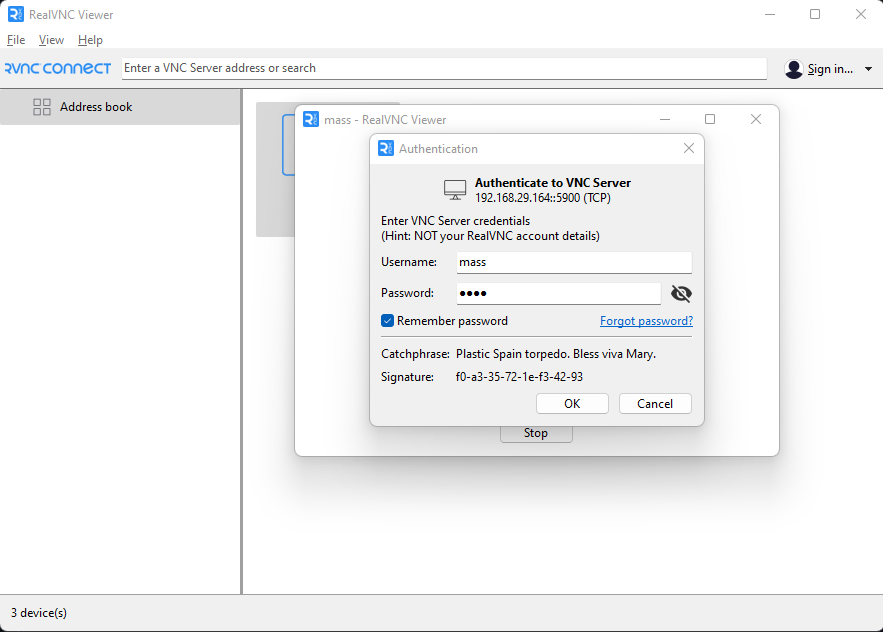 RealVNC Viewer
File View Help
RVNC CONNECT Enter a VNC Server address or search Sign in...
Address book
mass - RealVNC Viewer
Authentication
Authenticate to VNC Server
192.168.29.164::5900 (TCP)
Enter VNC Server credentials
(Hint: NOT your RealVNC account details)
Username: mass
Password: ●●●●
Remember password Forgot password?
Catchphrase: Plastic Spain torpedo. Bless viva Mary.
Signature: f0-a3-35-72-1e-f3-42-93
OK Cancel
Stop
3 device(s)